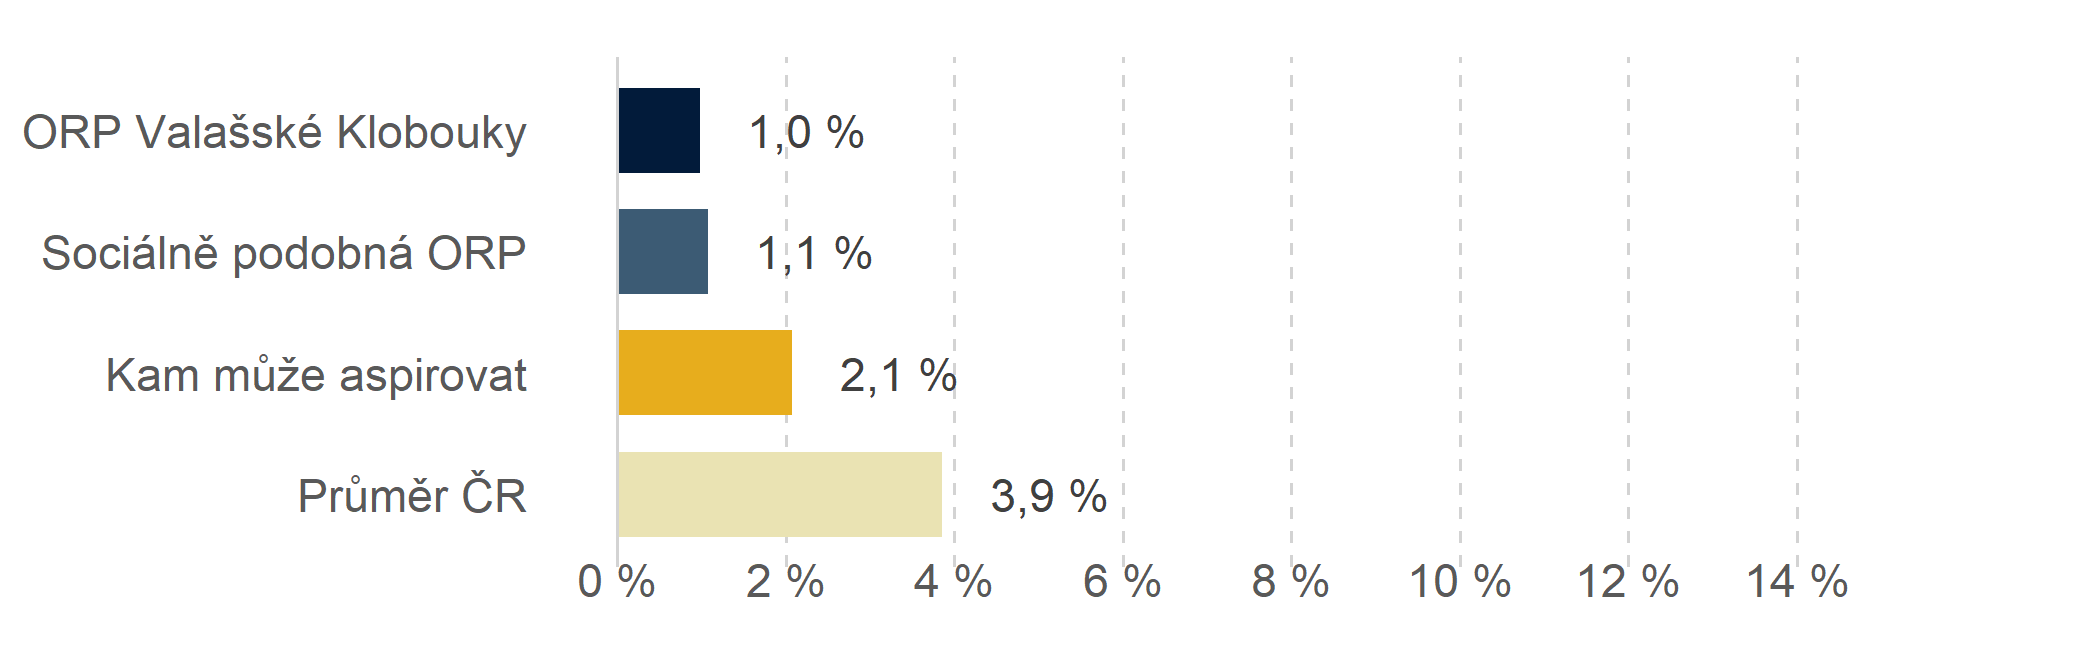 ORP Valašské Klobouky 1,0 %
Sociálně podobná ORP 1,1 %
Kam může aspirovat 2,1 %
Průměr ČR 3,9 %
0 % 2 % 4 % 6 % 8 % 10 % 12 % 14 %